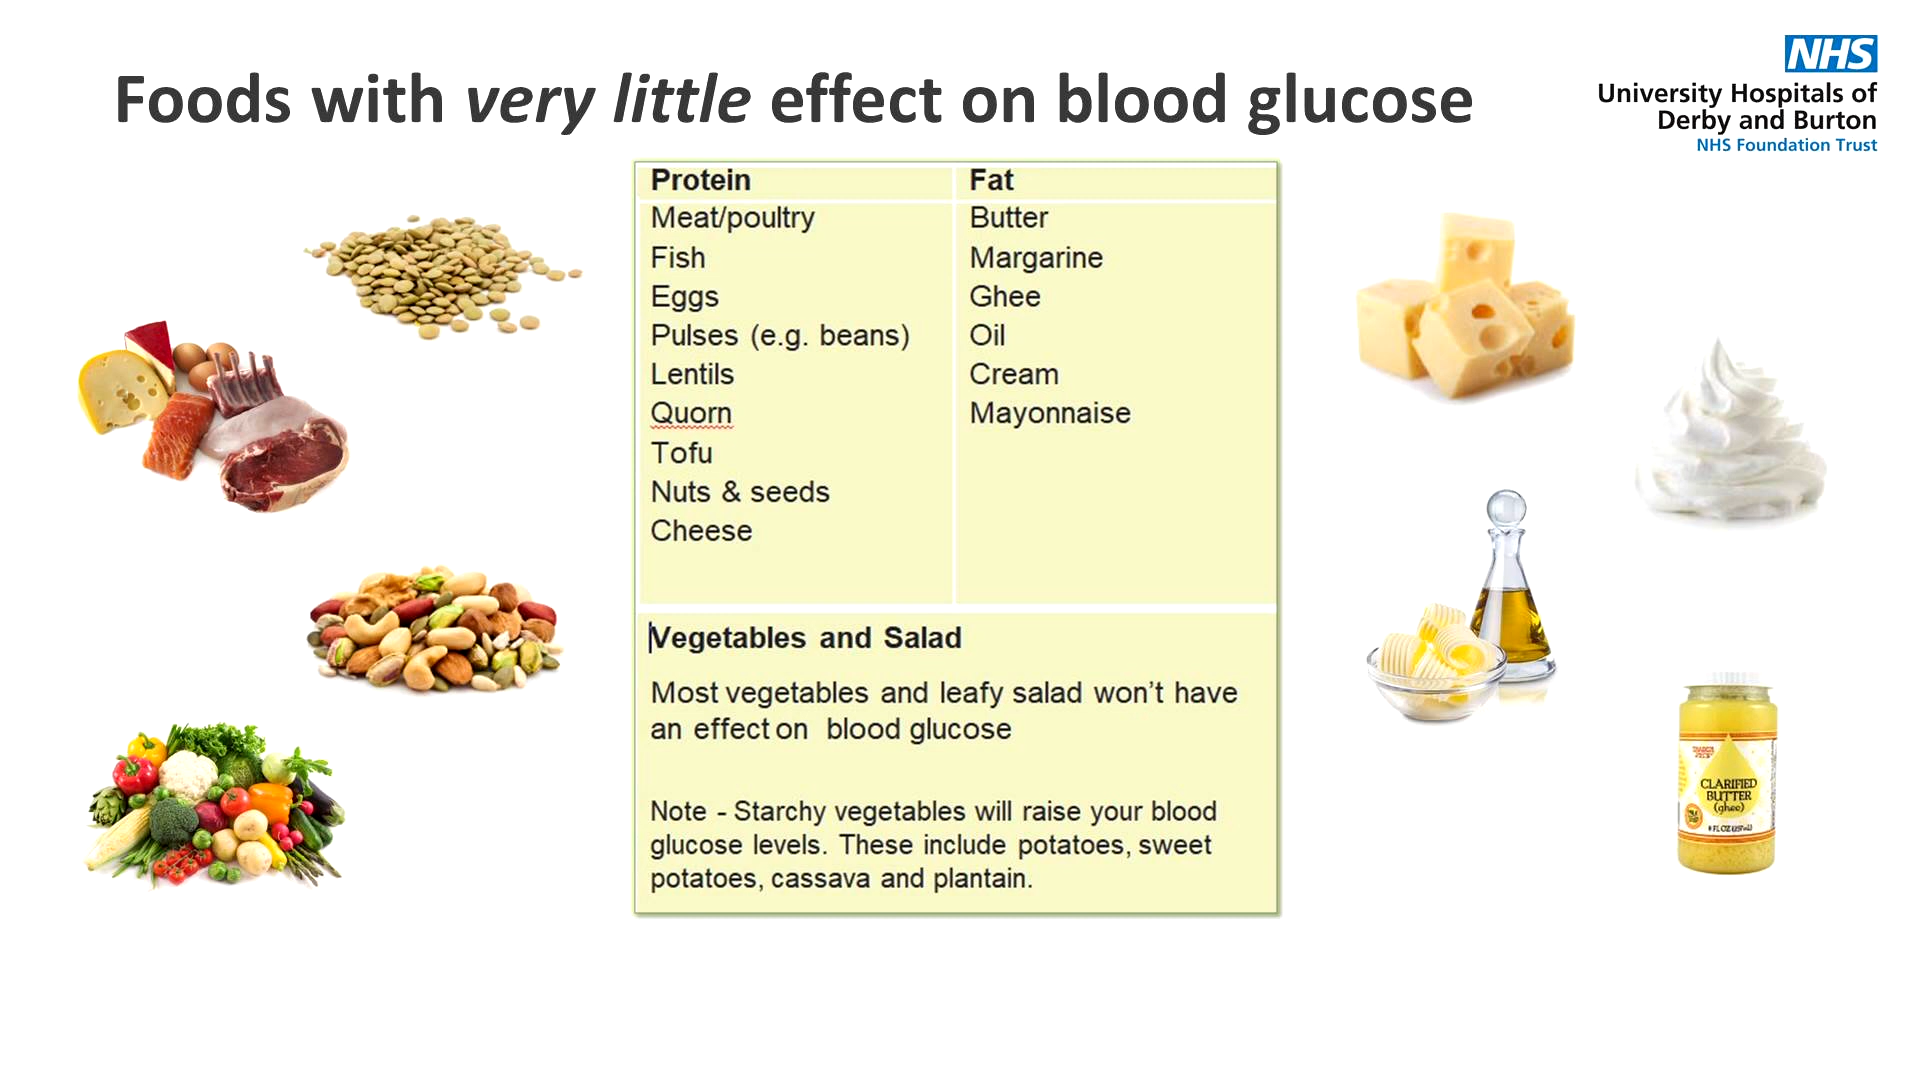 Foods with very little effect on blood glucose
NHS
University Hospitals of
Derby and Burton
NHS Foundation Trust
Protein
Meat/poultry
Fish
Eggs
Pulses (e.g. beans)
Lentils
Quorn
Tofu
Nuts & seeds
Cheese
Fat
Butter
Margarine
Ghee
Oil
Cream
Mayonnaise
Vegetables and Salad
Most vegetables and leafy salad won't have
an effect on blood glucose
Note - Starchy vegetables will raise your blood
glucose levels. These include potatoes, sweet
potatoes, cassava and plantain.
CLARIFIED
BUTTER
(ghee)